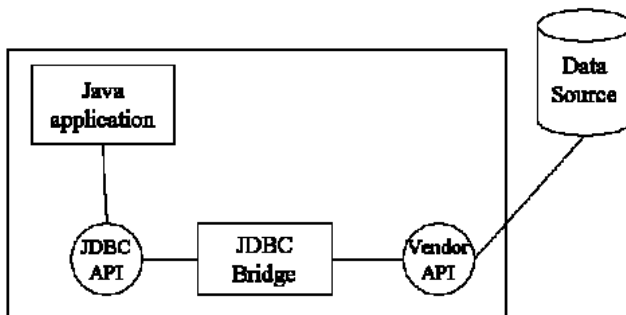 Java
application
Data
Source
JDBC
API
JDBC
Bridge
Vendor
API